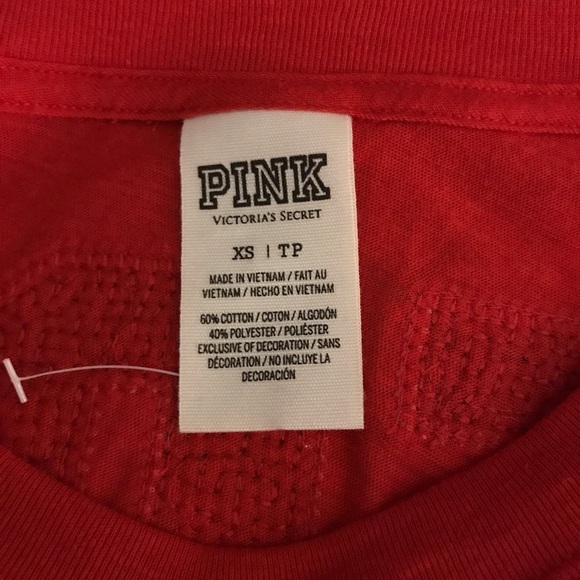 PINK
VICTORIA'S SECRET
XS | TP
MADE IN VIETNAM / FAIT AU
VIETNAM / HECHO EN VIETNAM
60% COTTON / COTON / ALGODÓN
40% POLYESTER / POLIÉSTER
EXCLUSIVE OF DECORATION / SANS
DÉCORATION / NO INCLUYE LA
DECORACIÓN